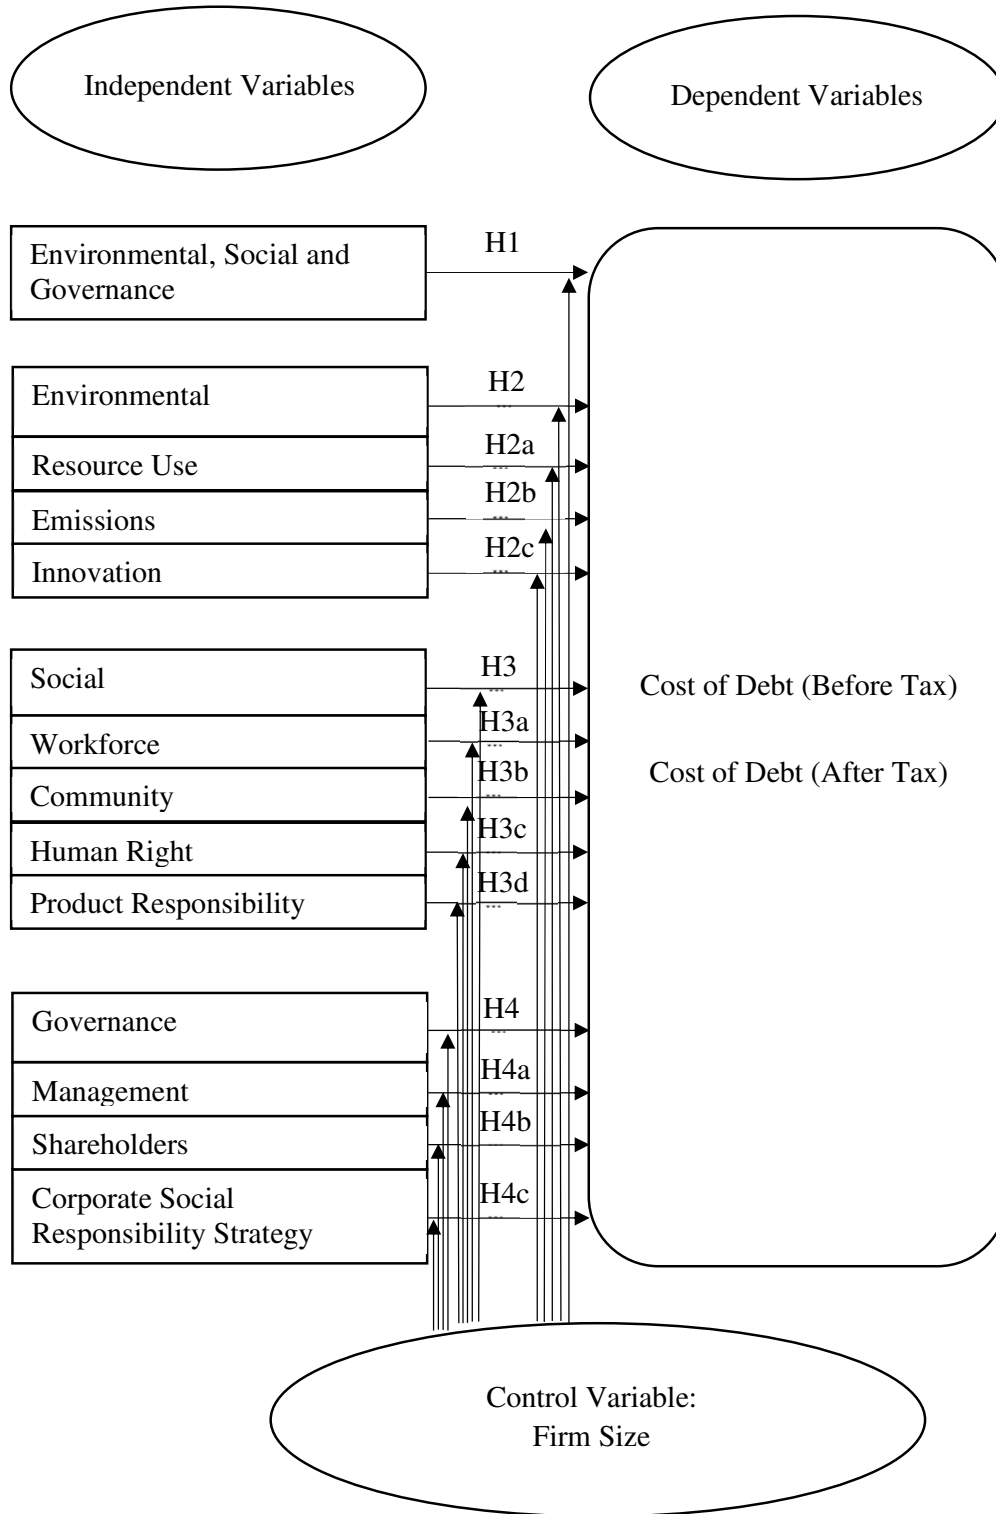 Independent Variables
Dependent Variables
Environmental, Social and
Governance
H1
Environmental
H2
Resource Use
H2a
Emissions
H2b
Innovation
H2c
Social
H3
Workforce
H3a
Community
H3b
Human Right
H3c
Product Responsibility
H3d
Cost of Debt (Before Tax)
Cost of Debt (After Tax)
Governance
H4
Management
H4a
Shareholders
H4b
Corporate Social
Responsibility Strategy
H4c
Control Variable:
Firm Size